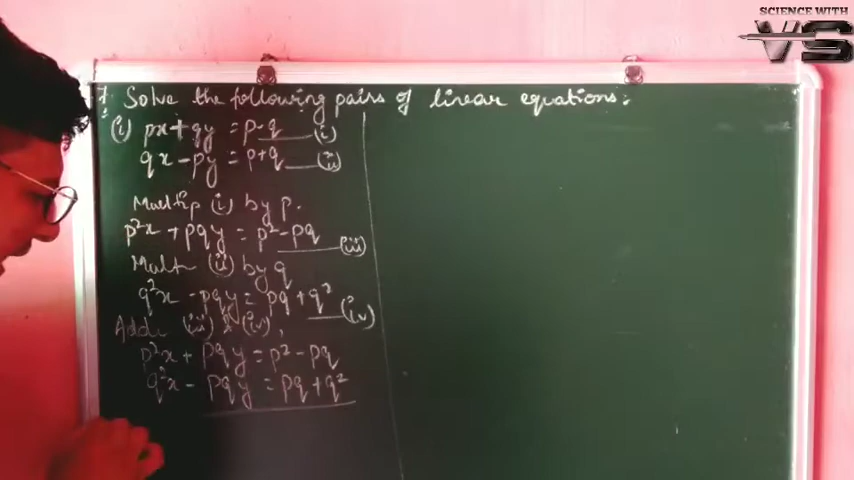 SCIENCE WITH
VS
7. Solve the following pairs of linear equations:
(i) px + qy = p - q (i)
qx - py = p + q (ii)
Multip (i) by p.
p²x + pqy = p² - pq (iii)
Mult (ii) by q
q²x - pqy = pq + q² (iv)
Add (iii) & (iv),
p²x + pqy = p² - pq
q²x - pqy = pq + q²